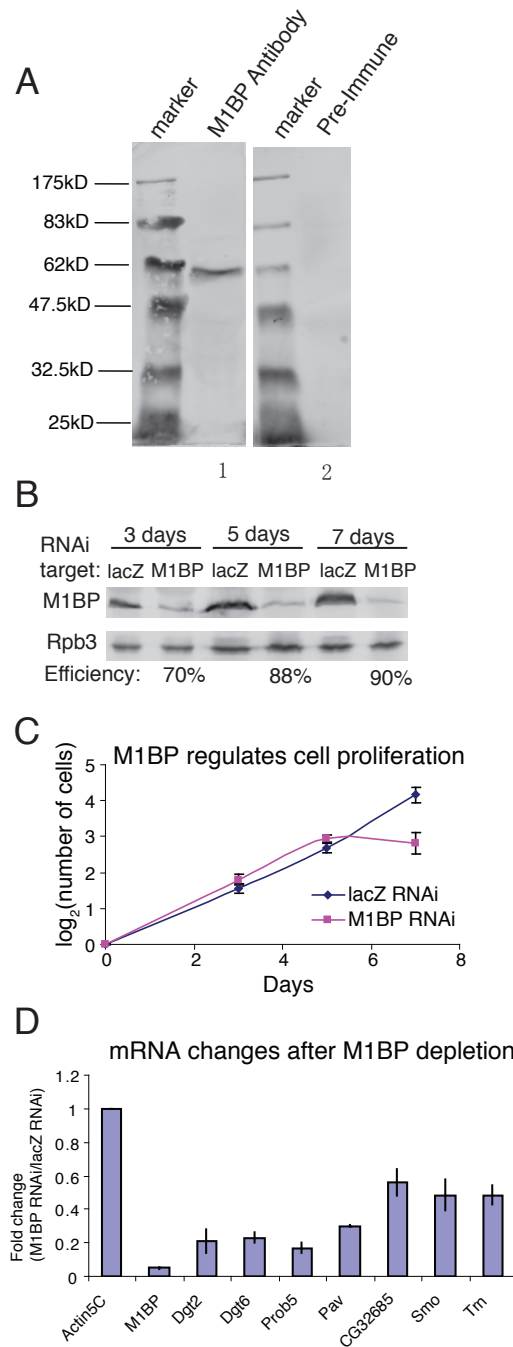 A
marker
M1BP Antibody
marker
Pre-Immune
175kD
83kD
62kD
47.5kD
32.5kD
25kD
1
2
B
RNAi target:
3 days
5 days
7 days
lacZ M1BP lacZ M1BP lacZ M1BP
M1BP
Rpb3
Efficiency: 70% 88% 90%
C
M1BP regulates cell proliferation
log2(number of cells)
5
4
3
2
1
0
0 2 4 6 8
lacZ RNAi
M1BP RNAi
Days
D
mRNA changes after M1BP depletion
Fold change
(M1BP RNAi/lacZ RNAi)
1.2
1
0.8
0.6
0.4
0.2
0
Actin5C
M1BP
Dgt2
Dgt6
Prob5
Pav
CG32685
Smo
Trn